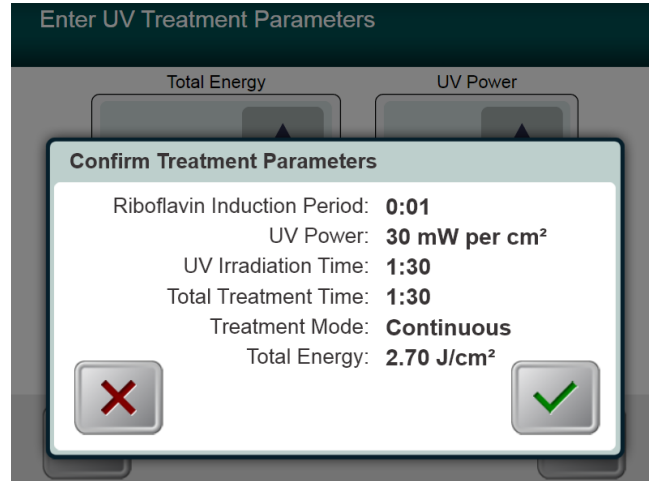 Enter UV Treatment Parameters
Total Energy UV Power
Confirm Treatment Parameters
Riboflavin Induction Period: 0:01
UV Power: 30 mW per cm²
UV Irradiation Time: 1:30
Total Treatment Time: 1:30
Treatment Mode: Continuous
Total Energy: 2.70 J/cm²